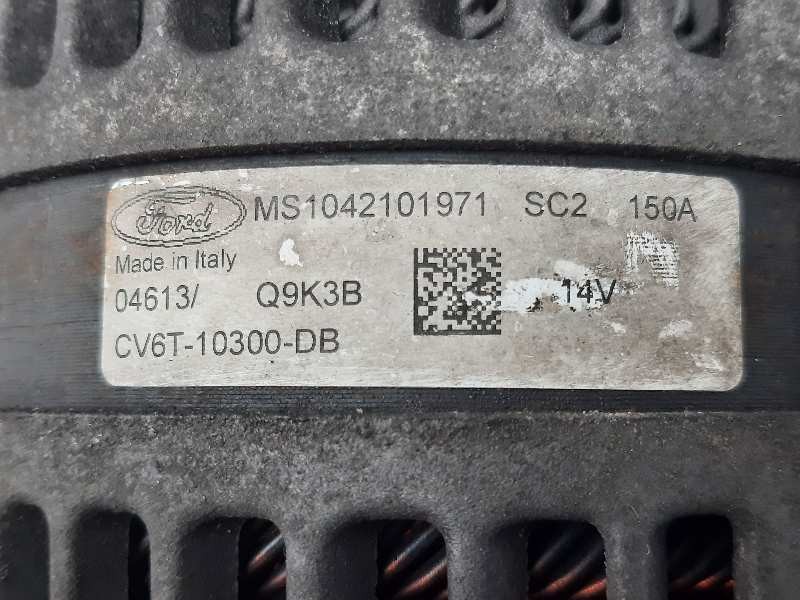 Ford MS1042101971 SC2 150A
Made in Italy
04613/ Q9K3B 14V
CV6T-10300-DB